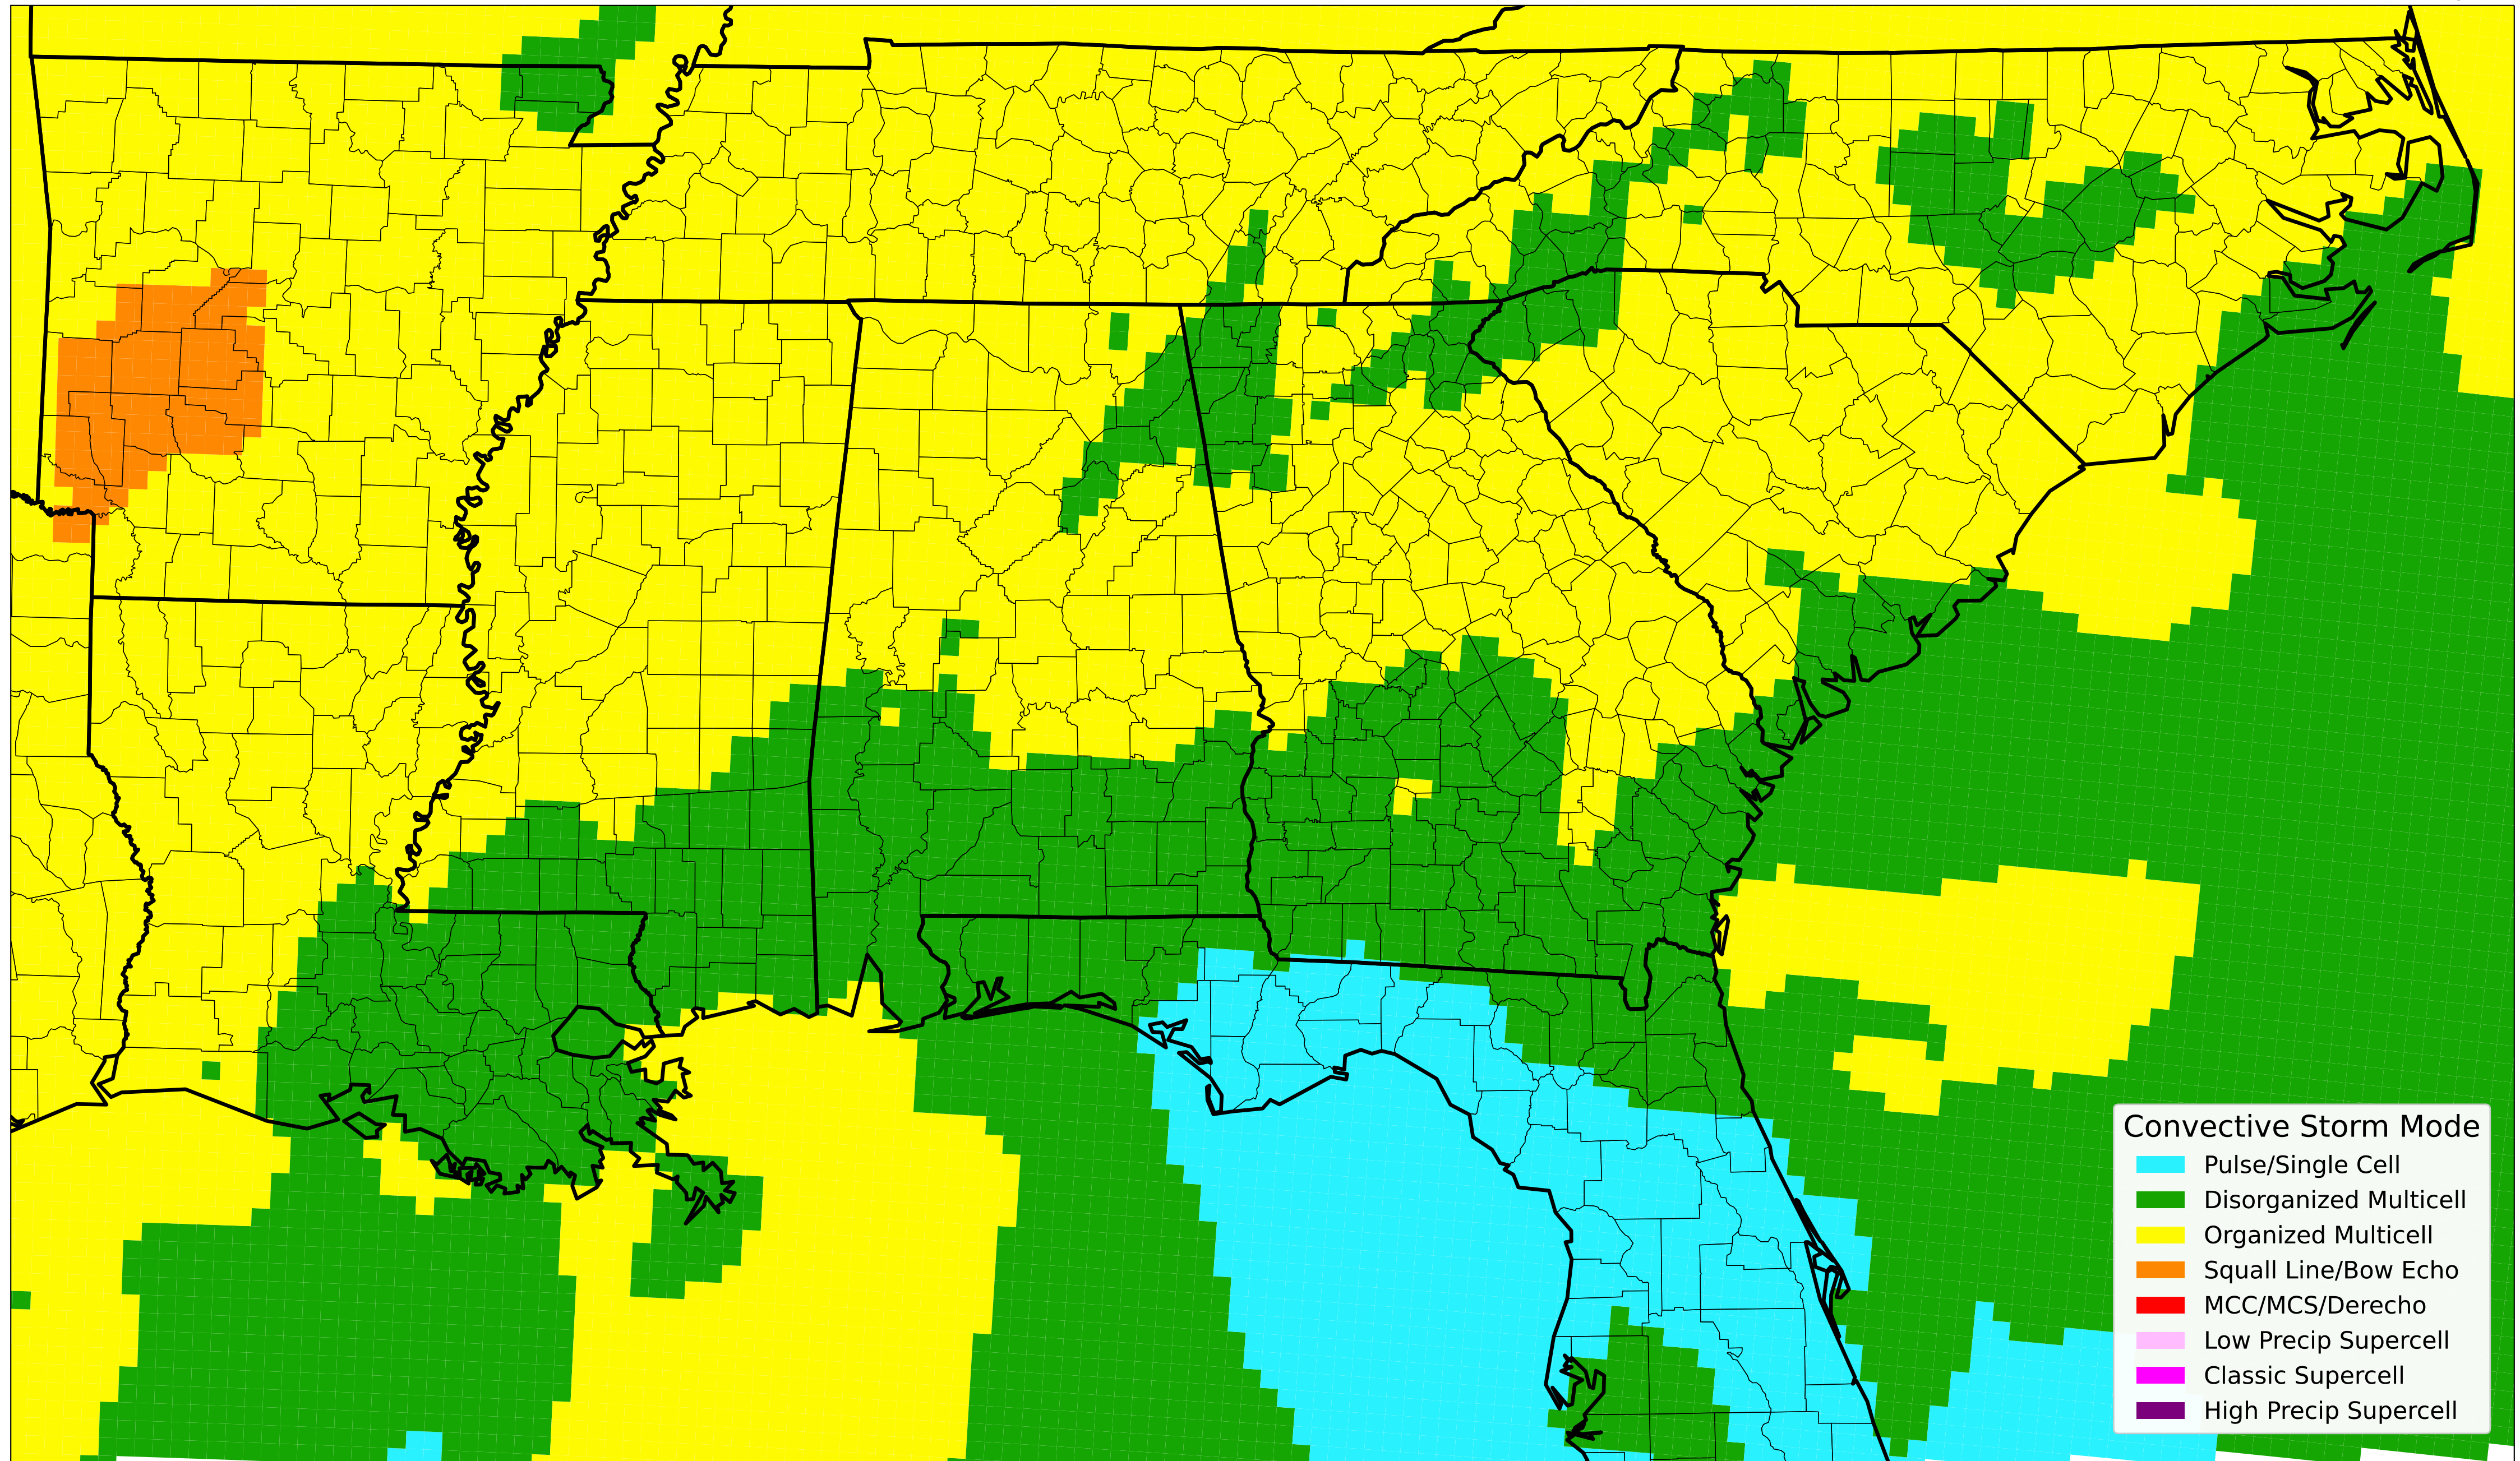 Convective Storm Mode
Pulse/Single Cell
Disorganized Multicell
Organized Multicell
Squall Line/Bow Echo
MCC/MCS/Derecho
Low Precip Supercell
Classic Supercell
High Precip Supercell